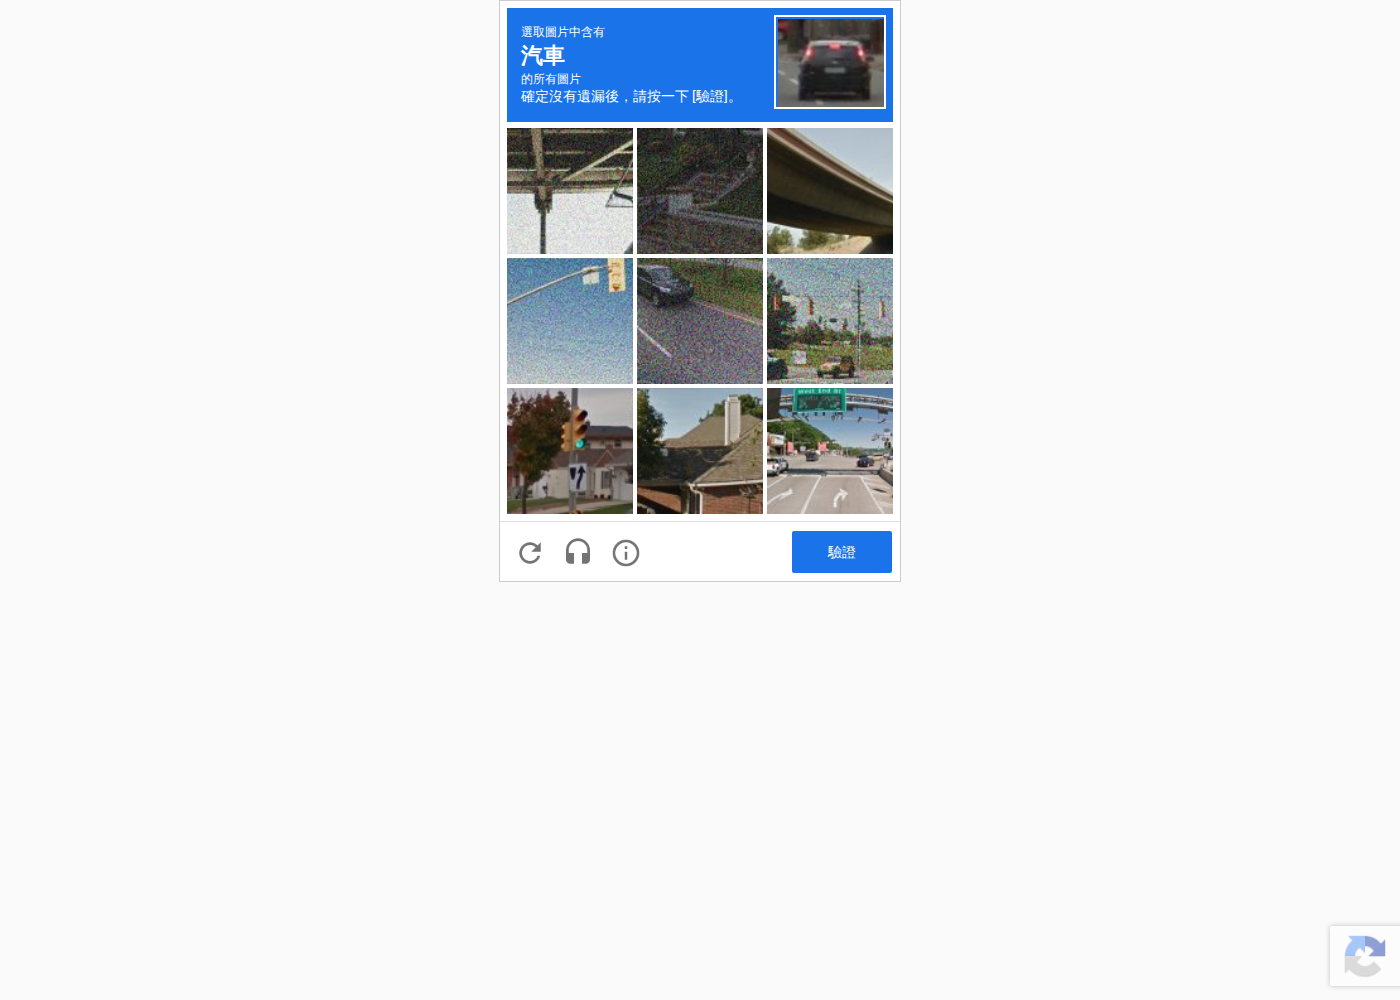 選取圖片中含有
汽車
的所有圖片
確定沒有遺漏後，請按一下 [驗證]。
驗證